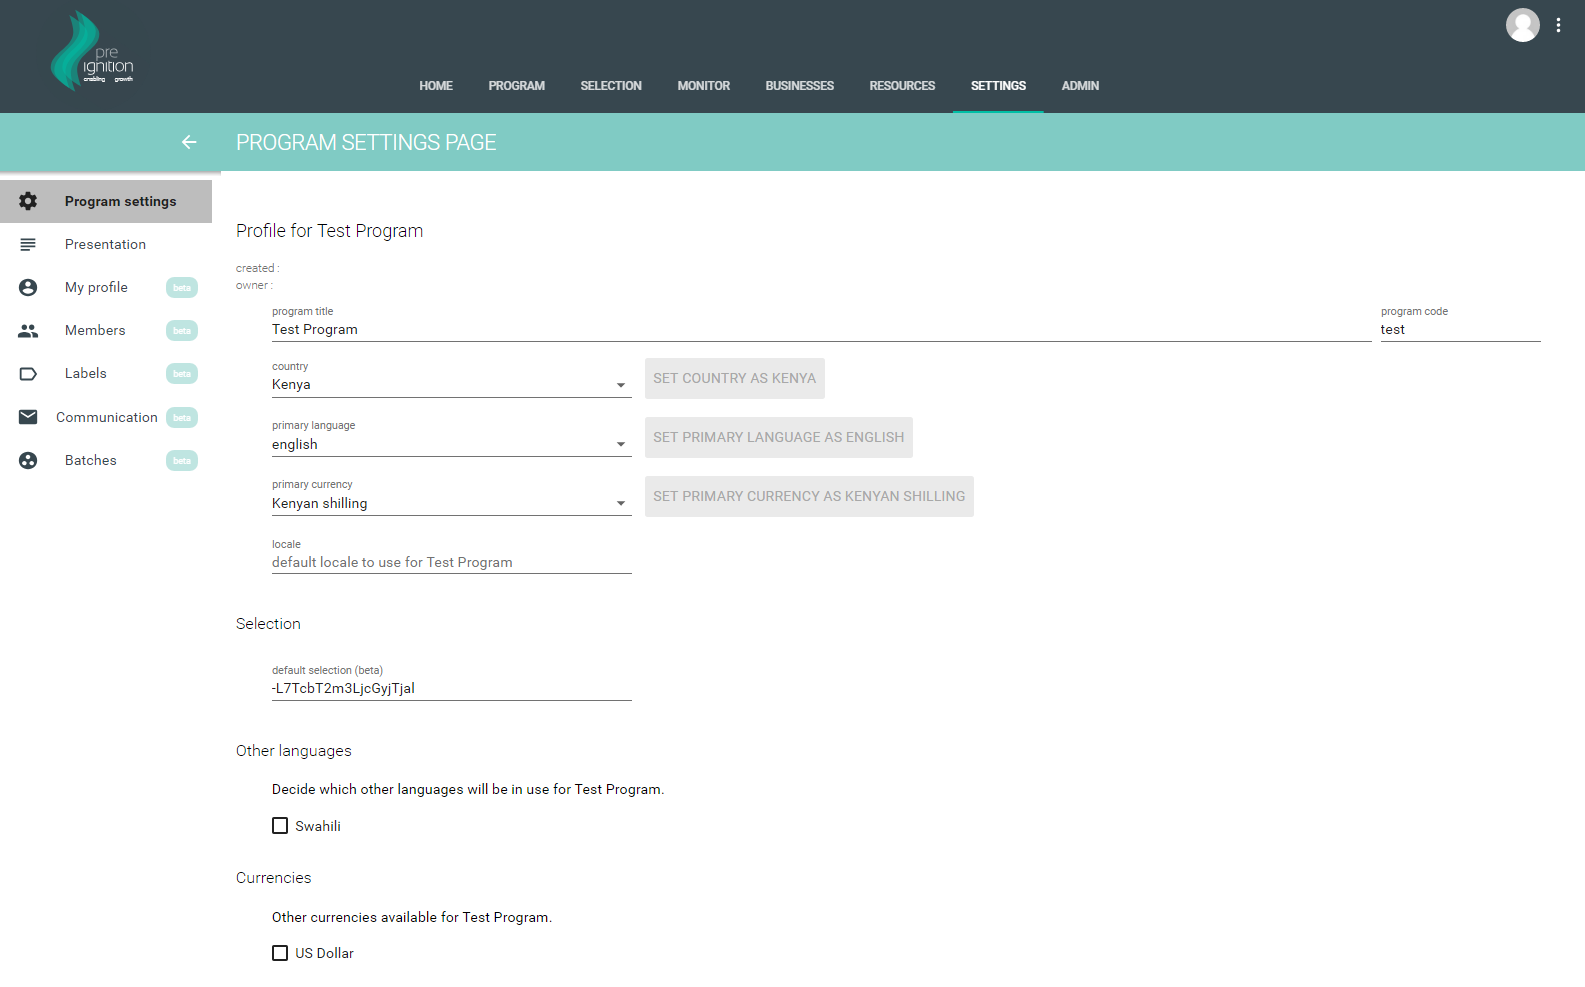 pre
ignition
enabling growth
HOME PROGRAM SELECTION MONITOR BUSINESSES RESOURCES SETTINGS ADMIN
PROGRAM SETTINGS PAGE
Program settings
Presentation
My profile beta
Members beta
Labels beta
Communication beta
Batches beta
Profile for Test Program
created :
owner :
program title
Test Program
program code
test
country
Kenya
SET COUNTRY AS KENYA
primary language
english
SET PRIMARY LANGUAGE AS ENGLISH
primary currency
Kenyan shilling
SET PRIMARY CURRENCY AS KENYAN SHILLING
locale
default locale to use for Test Program
Selection
default selection (beta)
-L7TcbT2m3LjcGyjTjal
Other languages
Decide which other languages will be in use for Test Program.
Swahili
Currencies
Other currencies available for Test Program.
US Dollar